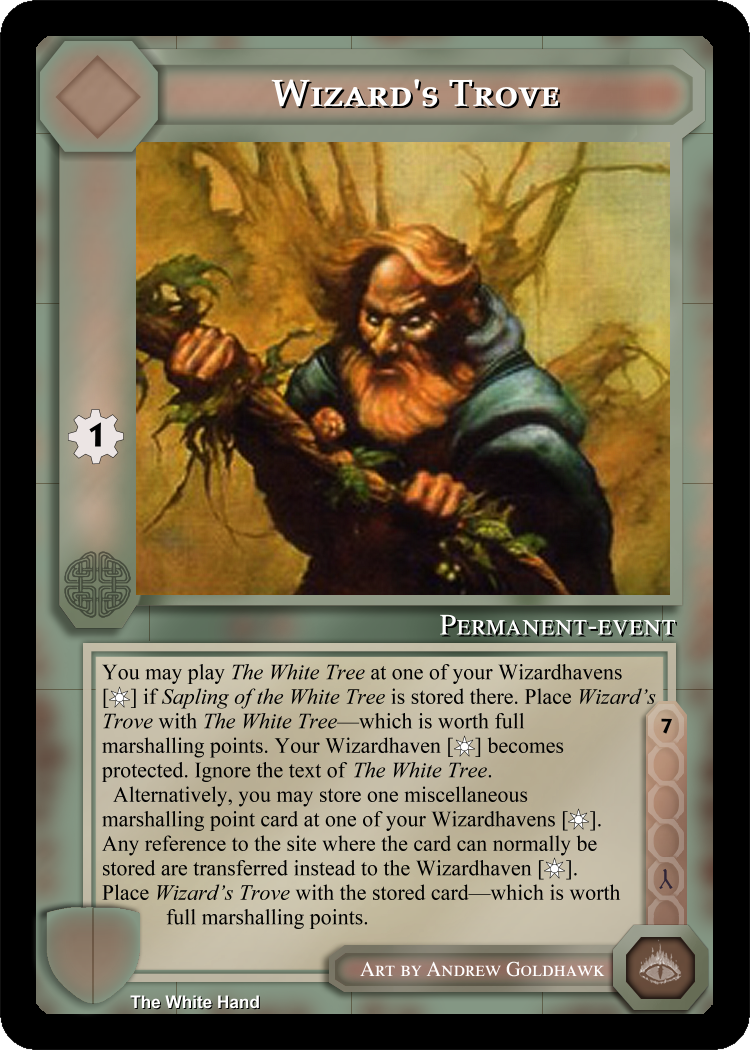 WIZARD'S TROVE
1
PERMANENT-EVENT
You may play The White Tree at one of your Wizardhavens
[] if Sapling of the White Tree is stored there. Place Wizard's
Trove with The White Tree—which is worth full
marshalling points. Your Wizardhaven [] becomes
protected. Ignore the text of The White Tree.
Alternatively, you may store one miscellaneous
marshalling point card at one of your Wizardhavens [].
Any reference to the site where the card can normally be
stored are transferred instead to the Wizardhaven [].
Place Wizard's Trove with the stored card—which is worth
full marshalling points.
7
ART BY ANDREW GOLDHAWK
The White Hand